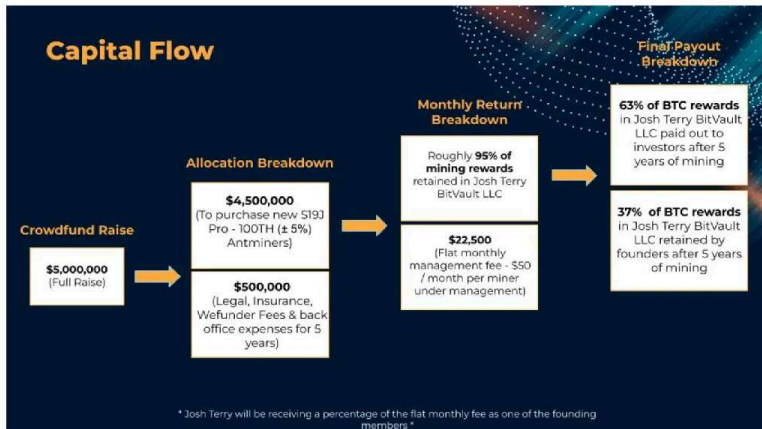 Capital Flow
Crowdfund Raise
$5,000,000
(Full Raise)
Allocation Breakdown
$4,500,000
(To purchase new S19J
Pro - 100TH (± 5%)
Antminers)
$500,000
(Legal, Insurance,
Wefunder Fees & back
office expenses for 5
years)
Monthly Return
Breakdown
Roughly 95% of
mining rewards
retained in Josh Terry
BitVault LLC
$22,500
(Flat monthly
management fee - $50
/ month per miner
under management)
Final Payout
Breakdown
63% of BTC rewards
in Josh Terry BitVault
LLC paid out to
investors after 5
years of mining
37% of BTC rewards
in Josh Terry BitVault
LLC retained by
founders after 5 years
of mining
* Josh Terry will be receiving a percentage of the flat monthly fee as one of the founding
members *